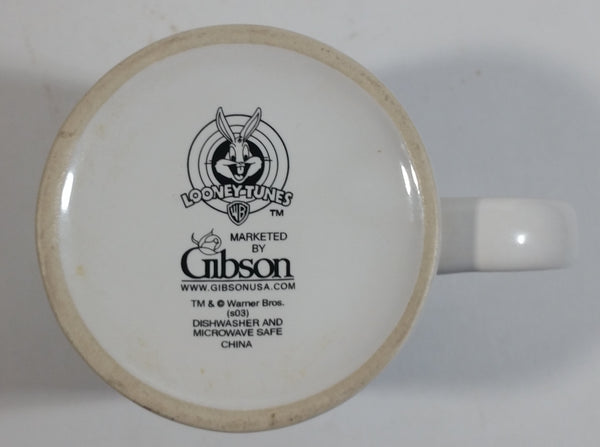 LOONEY TUNES
WB
TM
MARKETED
BY
Gibson
WWW.GIBSONUSA.COM
TM & © Warner Bros.
(s03)
DISHWASHER AND
MICROWAVE SAFE
CHINA